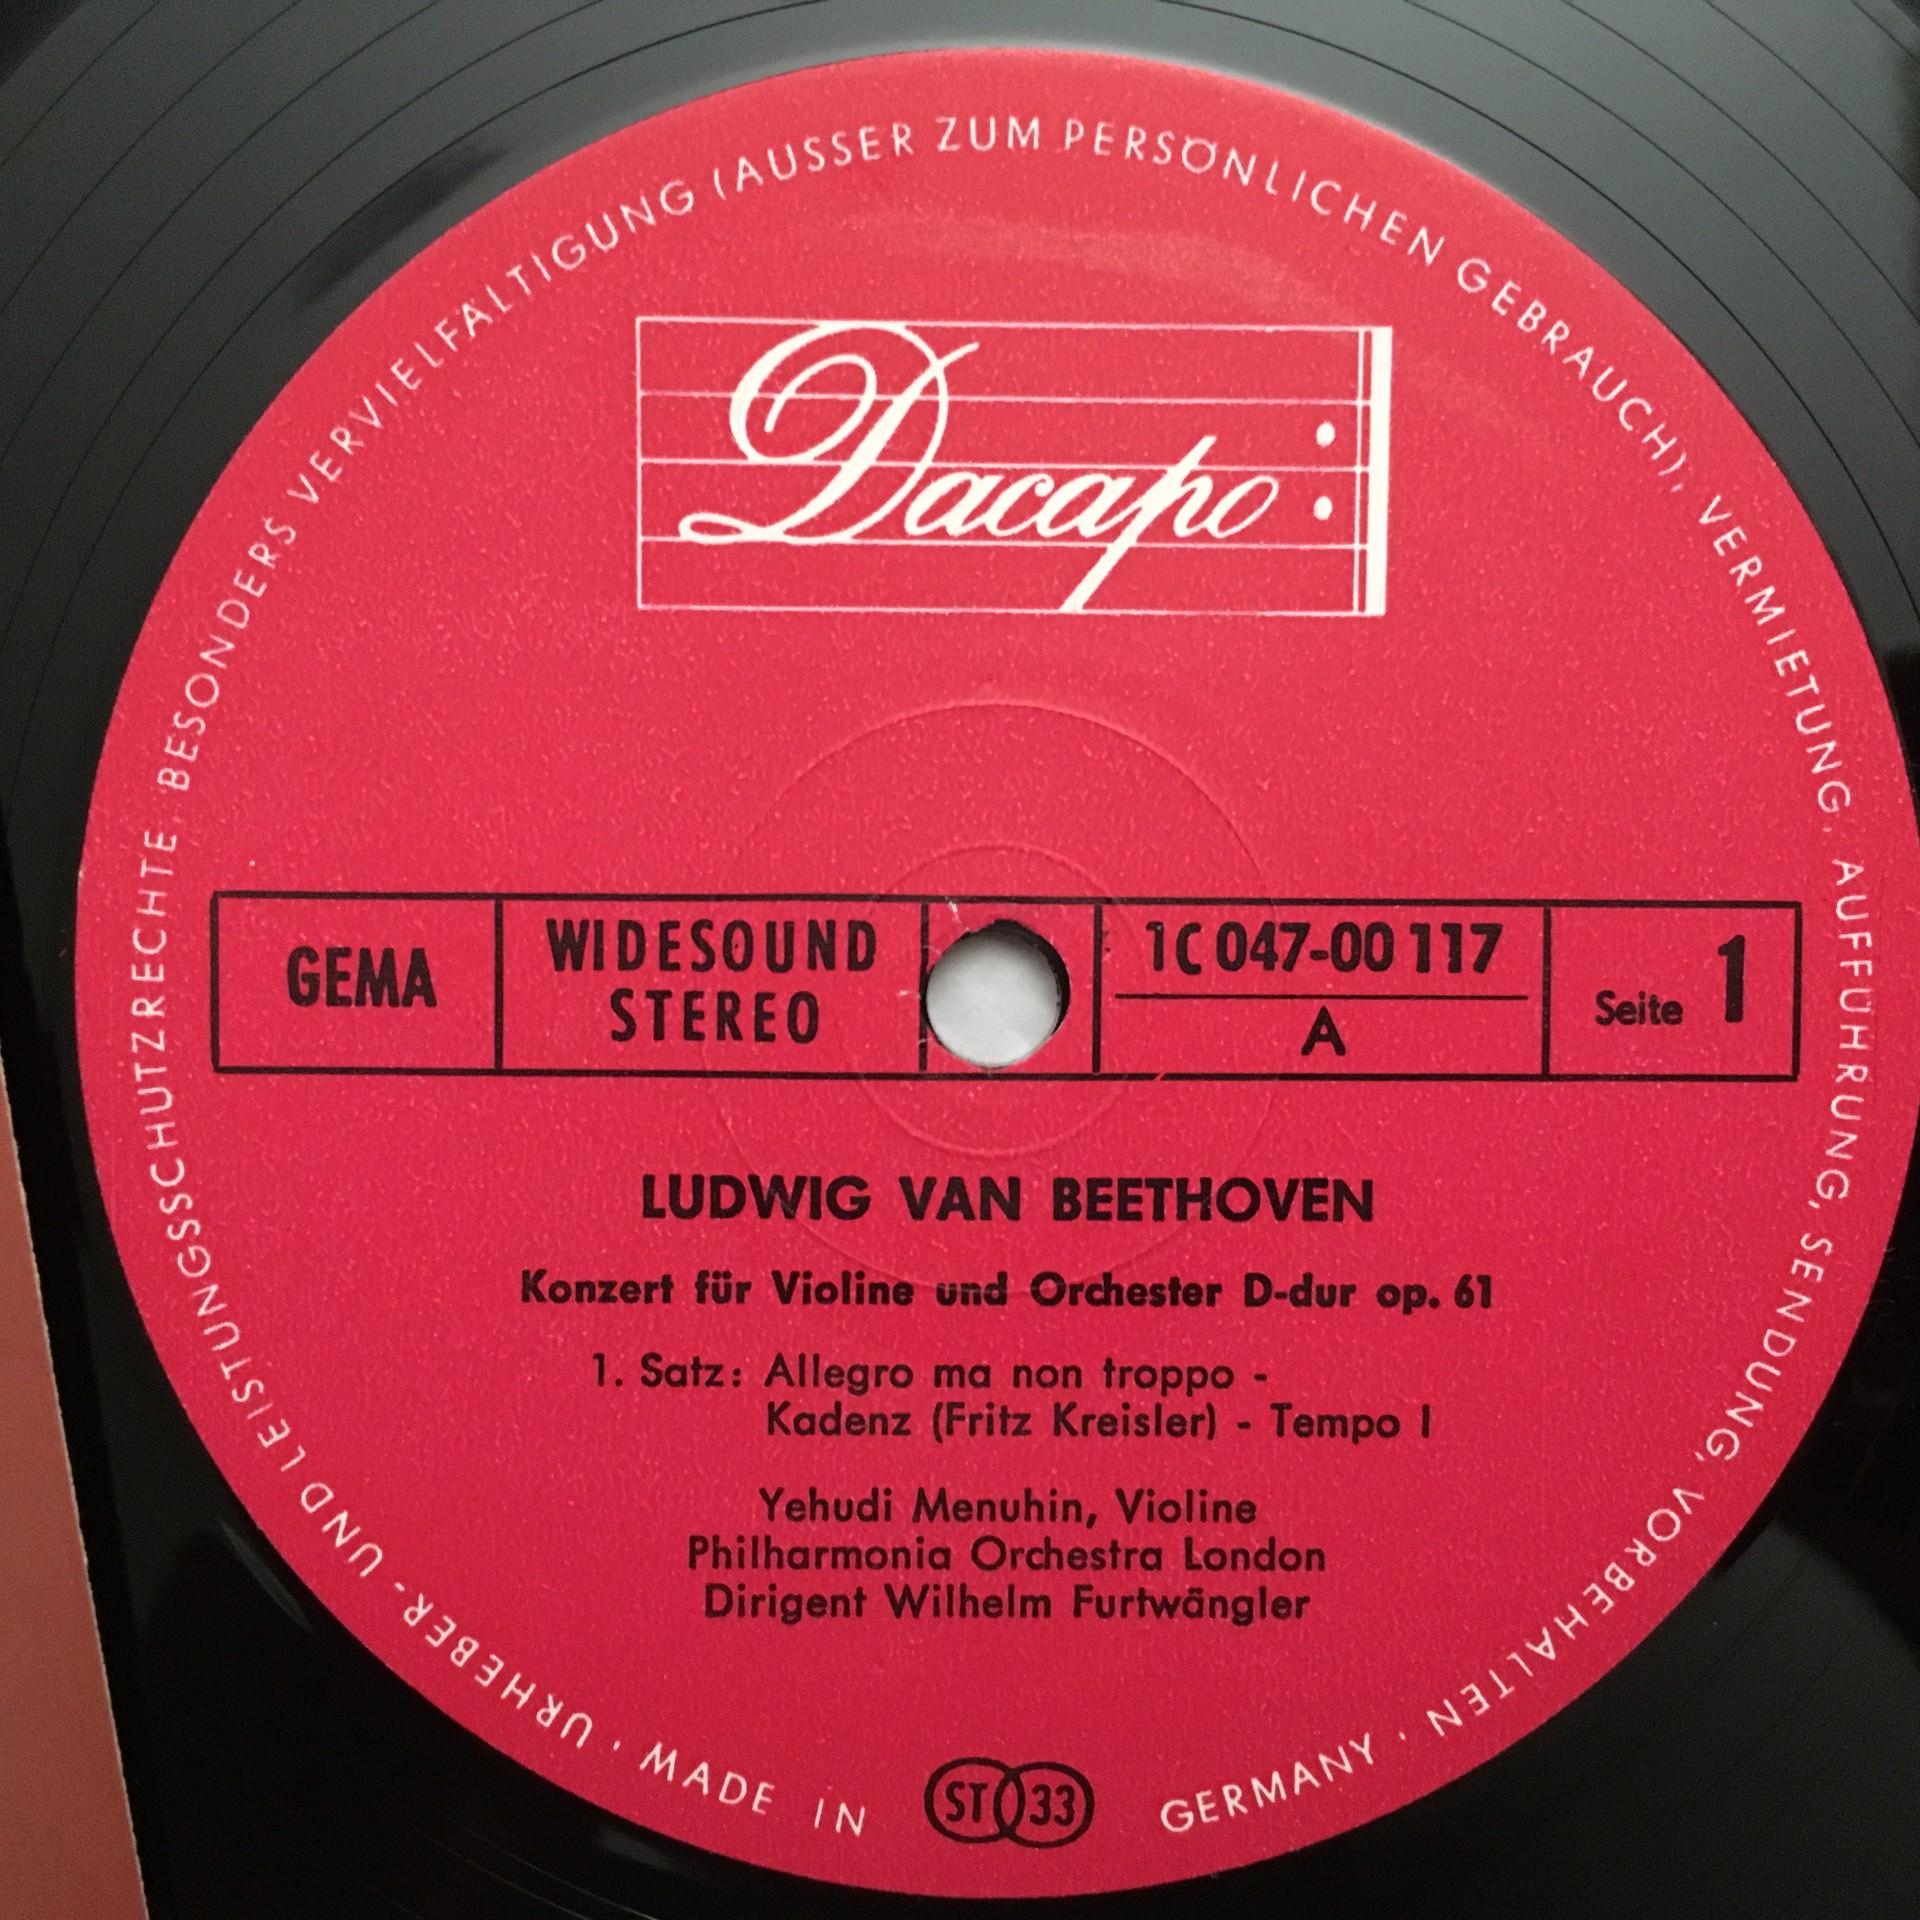 URHEBER- UND LEISTUNGSSCHUTZRECHTE BESONDERS VERVIELFÄLTIGUNG (AUSSER ZUM PERSÖNLICHEN GEBRAUCH), VERMIETUNG, AUFFÜHRUNG, SENDUNG, VORBEHALTEN · MADE IN GERMANY ·
Dacapo
GEMA
WIDESOUND
STEREO
1C 047-00 117
A
Seite 1
LUDWIG VAN BEETHOVEN
Konzert für Violine und Orchester D-dur op. 61
1. Satz: Allegro ma non troppo -
Kadenz (Fritz Kreisler) - Tempo I
Yehudi Menuhin, Violine
Philharmonia Orchestra London
Dirigent Wilhelm Furtwängler
ST 33